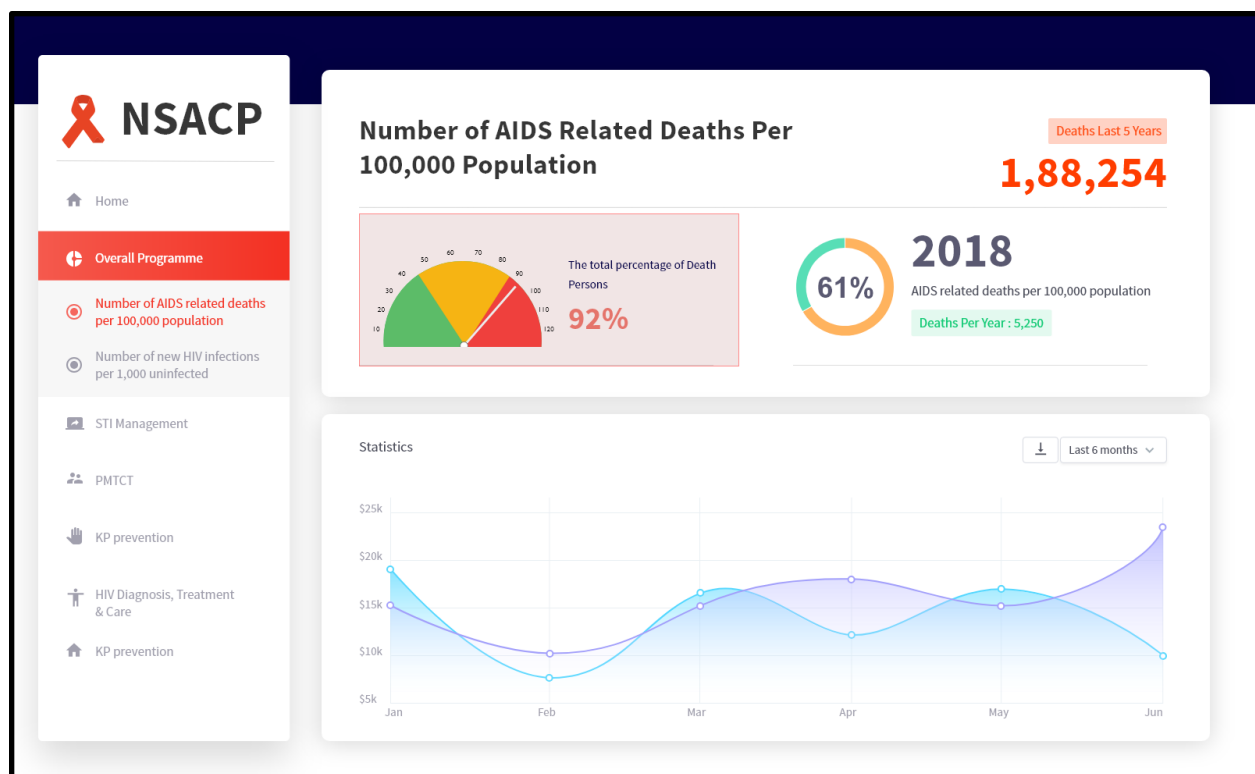 NSACP
Home
Overall Programme
Number of AIDS related deaths
per 100,000 population
Number of new HIV infections
per 1,000 uninfected
STI Management
PMTCT
KP prevention
HIV Diagnosis, Treatment
& Care
KP prevention
Number of AIDS Related Deaths Per
100,000 Population
Deaths Last 5 Years
1,88,254
10
20
30
40
50
60
70
80
90
100
110
120
The total percentage of Death
Persons
92%
61%
2018
AIDS related deaths per 100,000 population
Deaths Per Year : 5,250
Statistics
Last 6 months
$25k
$20k
$15k
$10k
$5k
Jan
Feb
Mar
Apr
May
Jun